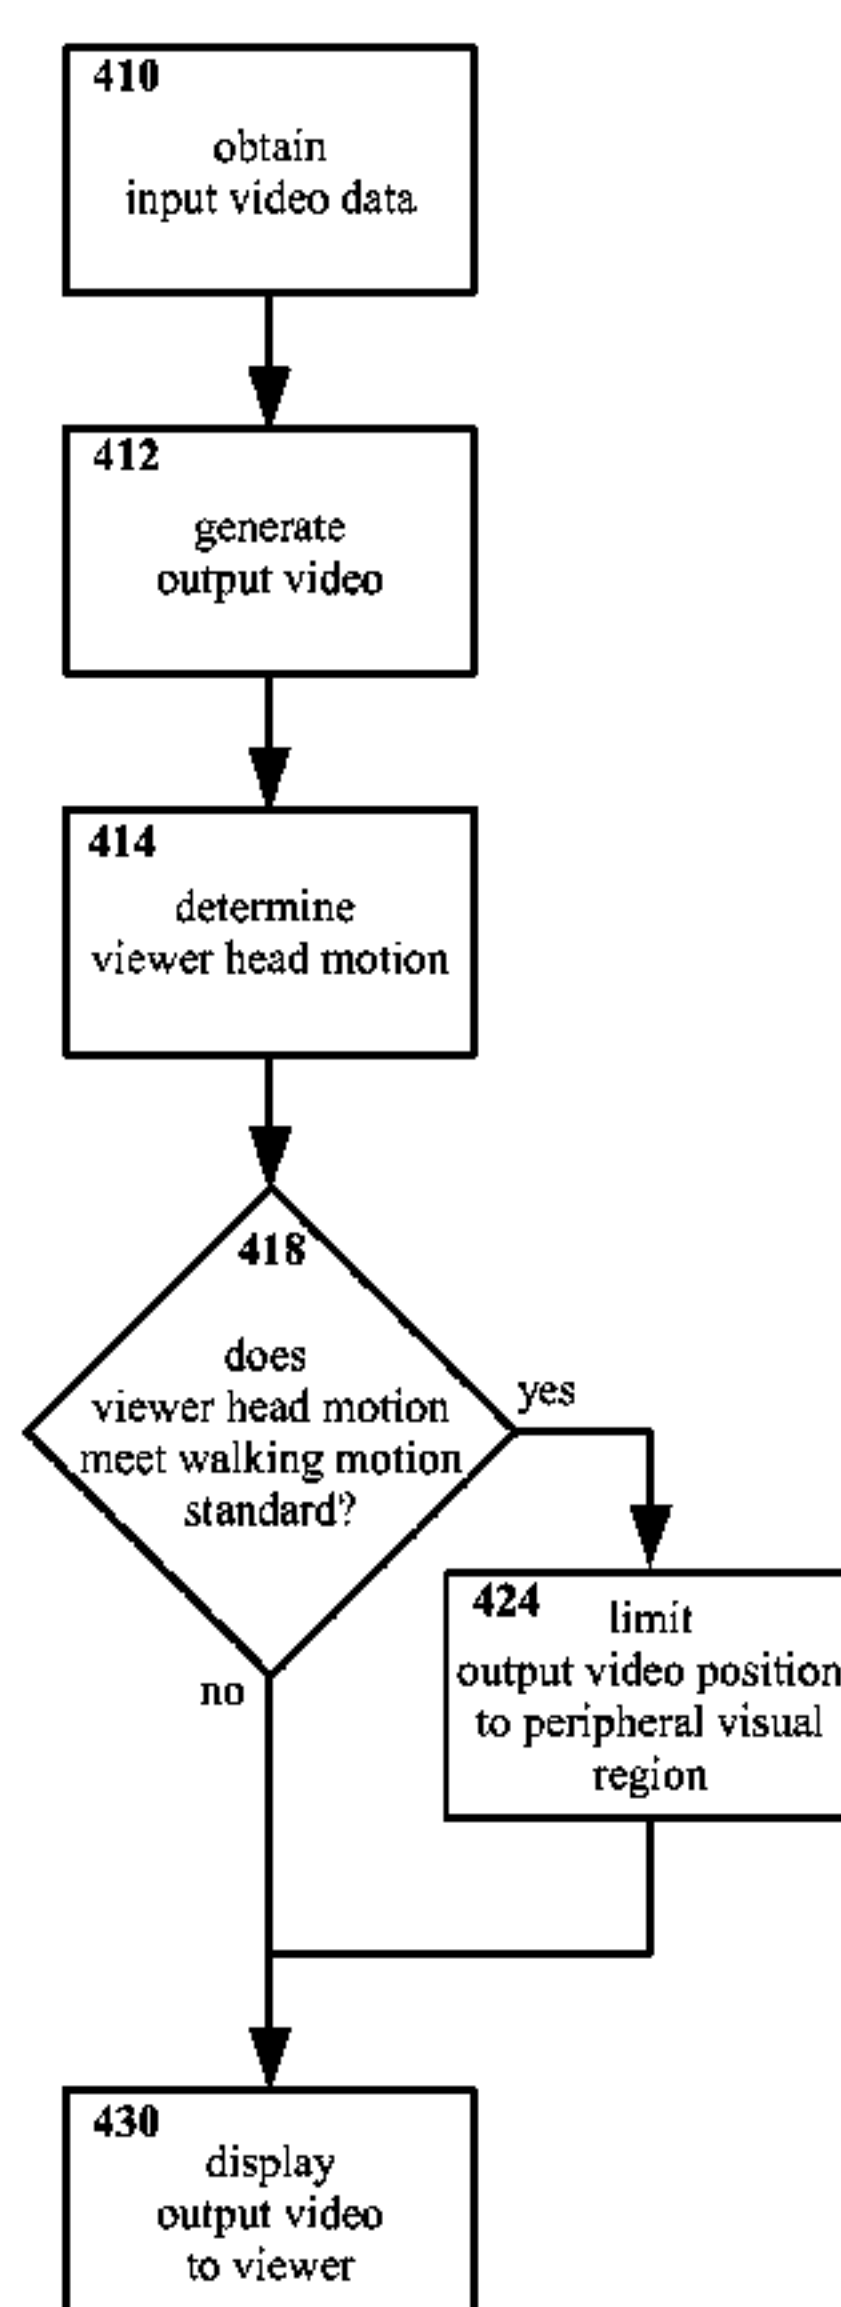 410
obtain
input video data
412
generate
output video
414
determine
viewer head motion
418
does
viewer head motion
meet walking motion
standard?
yes
no
424
limit
output video position
to peripheral visual
region
430
display
output video
to viewer